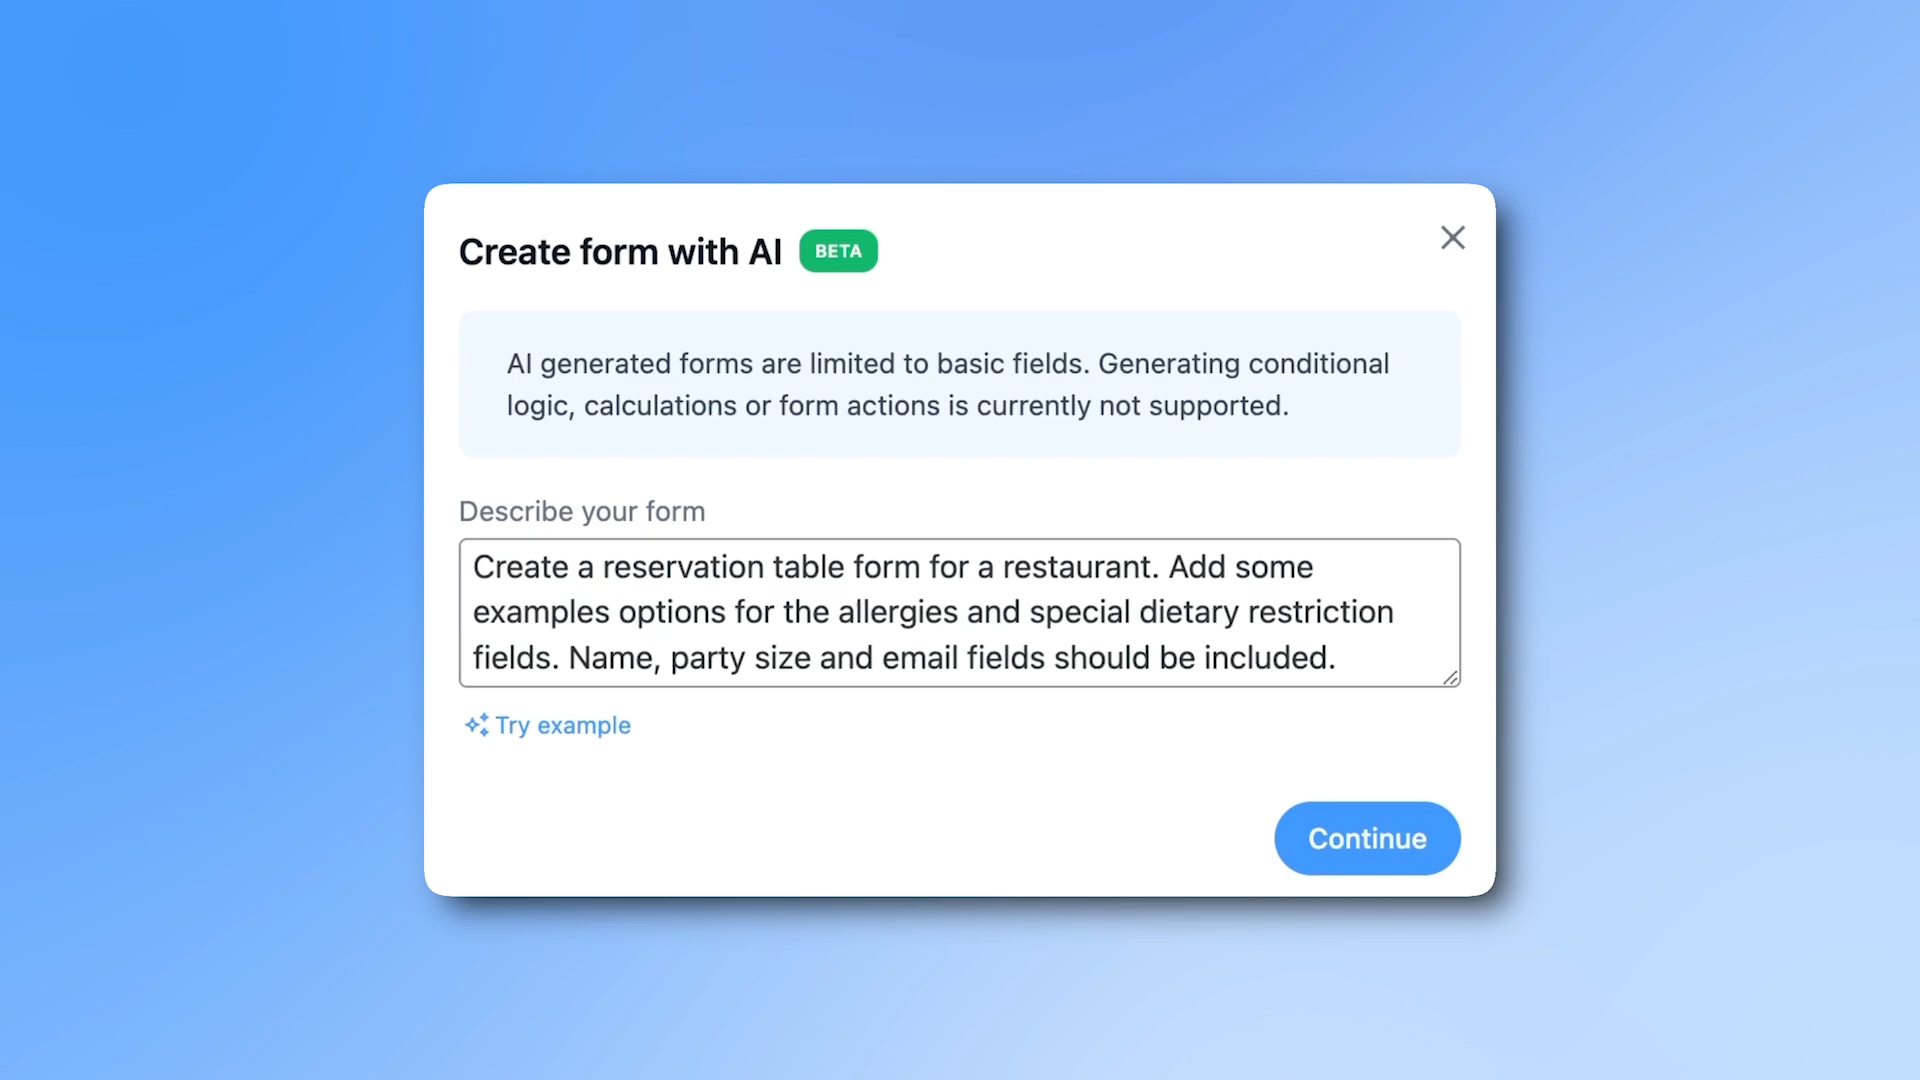 Create form with AI BETA
AI generated forms are limited to basic fields. Generating conditional
logic, calculations or form actions is currently not supported.
Describe your form
Create a reservation table form for a restaurant. Add some
examples options for the allergies and special dietary restriction
fields. Name, party size and email fields should be included.
Try example
Continue